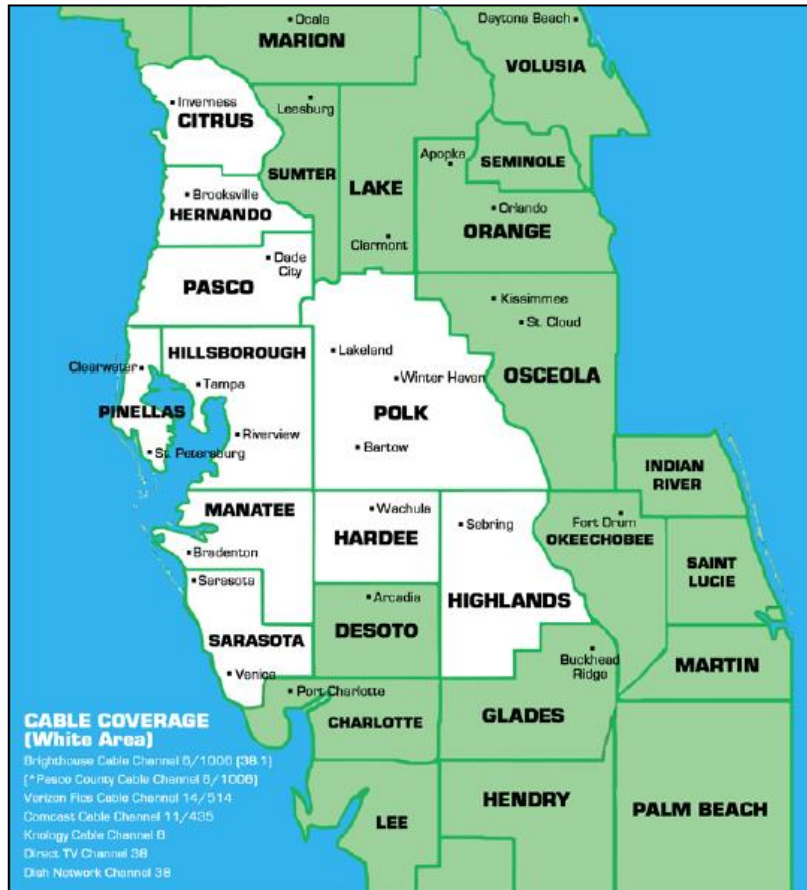 Ocala
MARION
Daytona Beach
VOLUSIA
Inverness
CITRUS
Leesburg
SUMTER
LAKE
Apopka
SEMINOLE
Brooksville
HERNANDO
Orlando
ORANGE
Clermont
Dade
City
PASCO
Kissimmee
St. Cloud
OSCEOLA
HILLSBOROUGH
Clearwater
Tampa
PINELLAS
Riverview
St. Petersburg
Lakeland
Winter Haven
POLK
Bartow
INDIAN
RIVER
MANATEE
Bradenton
Wachula
HARDEE
Sebring
HIGHLANDS
Fort Drum
OKEECHOBEE
SAINT
LUCIE
Sarasota
SARASOTA
Venice
Arcadia
DESOTO
Buckhead
Ridge
MARTIN
Port Charlotte
CHARLOTTE
GLADES
LEE
HENDRY
PALM BEACH
CABLE COVERAGE
(White Area)
Brighthouse Cable Channel 6/1006 (38.1)
(*Pasco County Cable Channel 6/1006)
Verizon Fios Cable Channel 14/514
Comcast Cable Channel 11/435
Knology Cable Channel 6
Direct TV Channel 38
Dish Network Channel 38